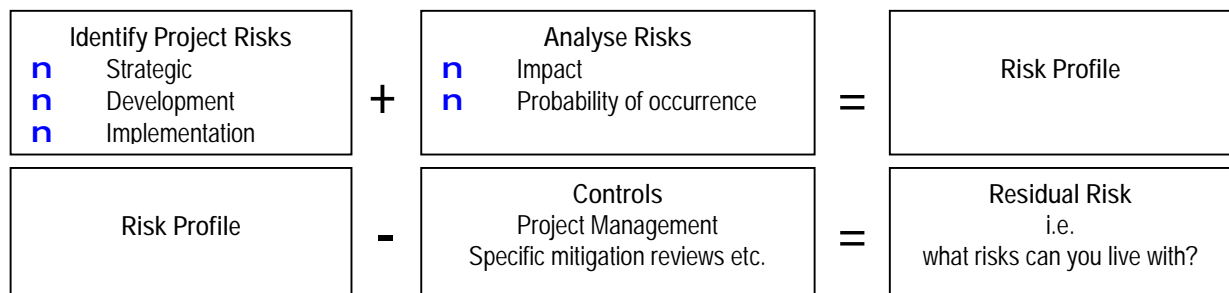 Identify Project Risks
n Strategic
n Development
n Implementation
+
Analyse Risks
n Impact
n Probability of occurrence
=
Risk Profile
Risk Profile
-
Controls
Project Management
Specific mitigation reviews etc.
=
Residual Risk
i.e.
what risks can you live with?